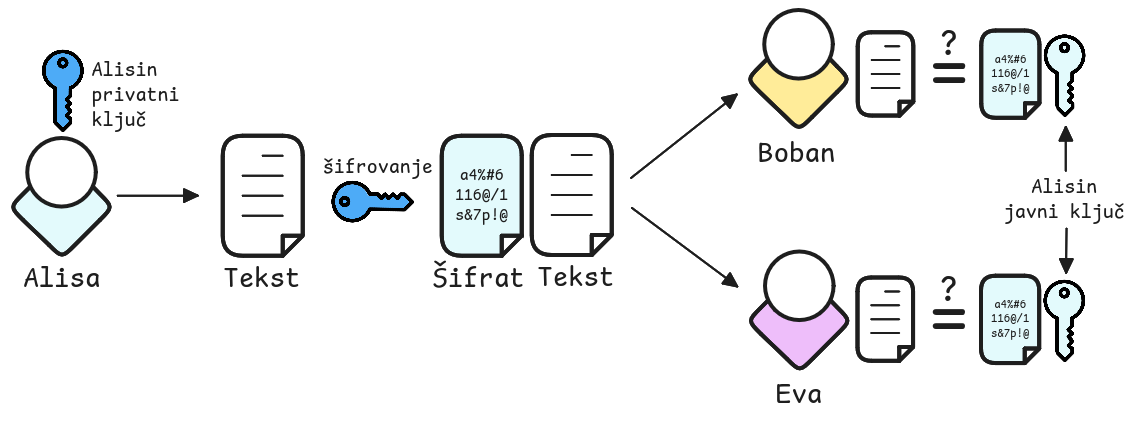 Alisin
privatni
ključ
Alisa
Tekst
šifrovanje
a4%#6
116@/1
s&7p!@
Šifrat
Tekst
Boban
?
=
a4%#6
116@/1
s&7p!@
Alisin
javni ključ
Eva
?
=
a4%#6
116@/1
s&7p!@